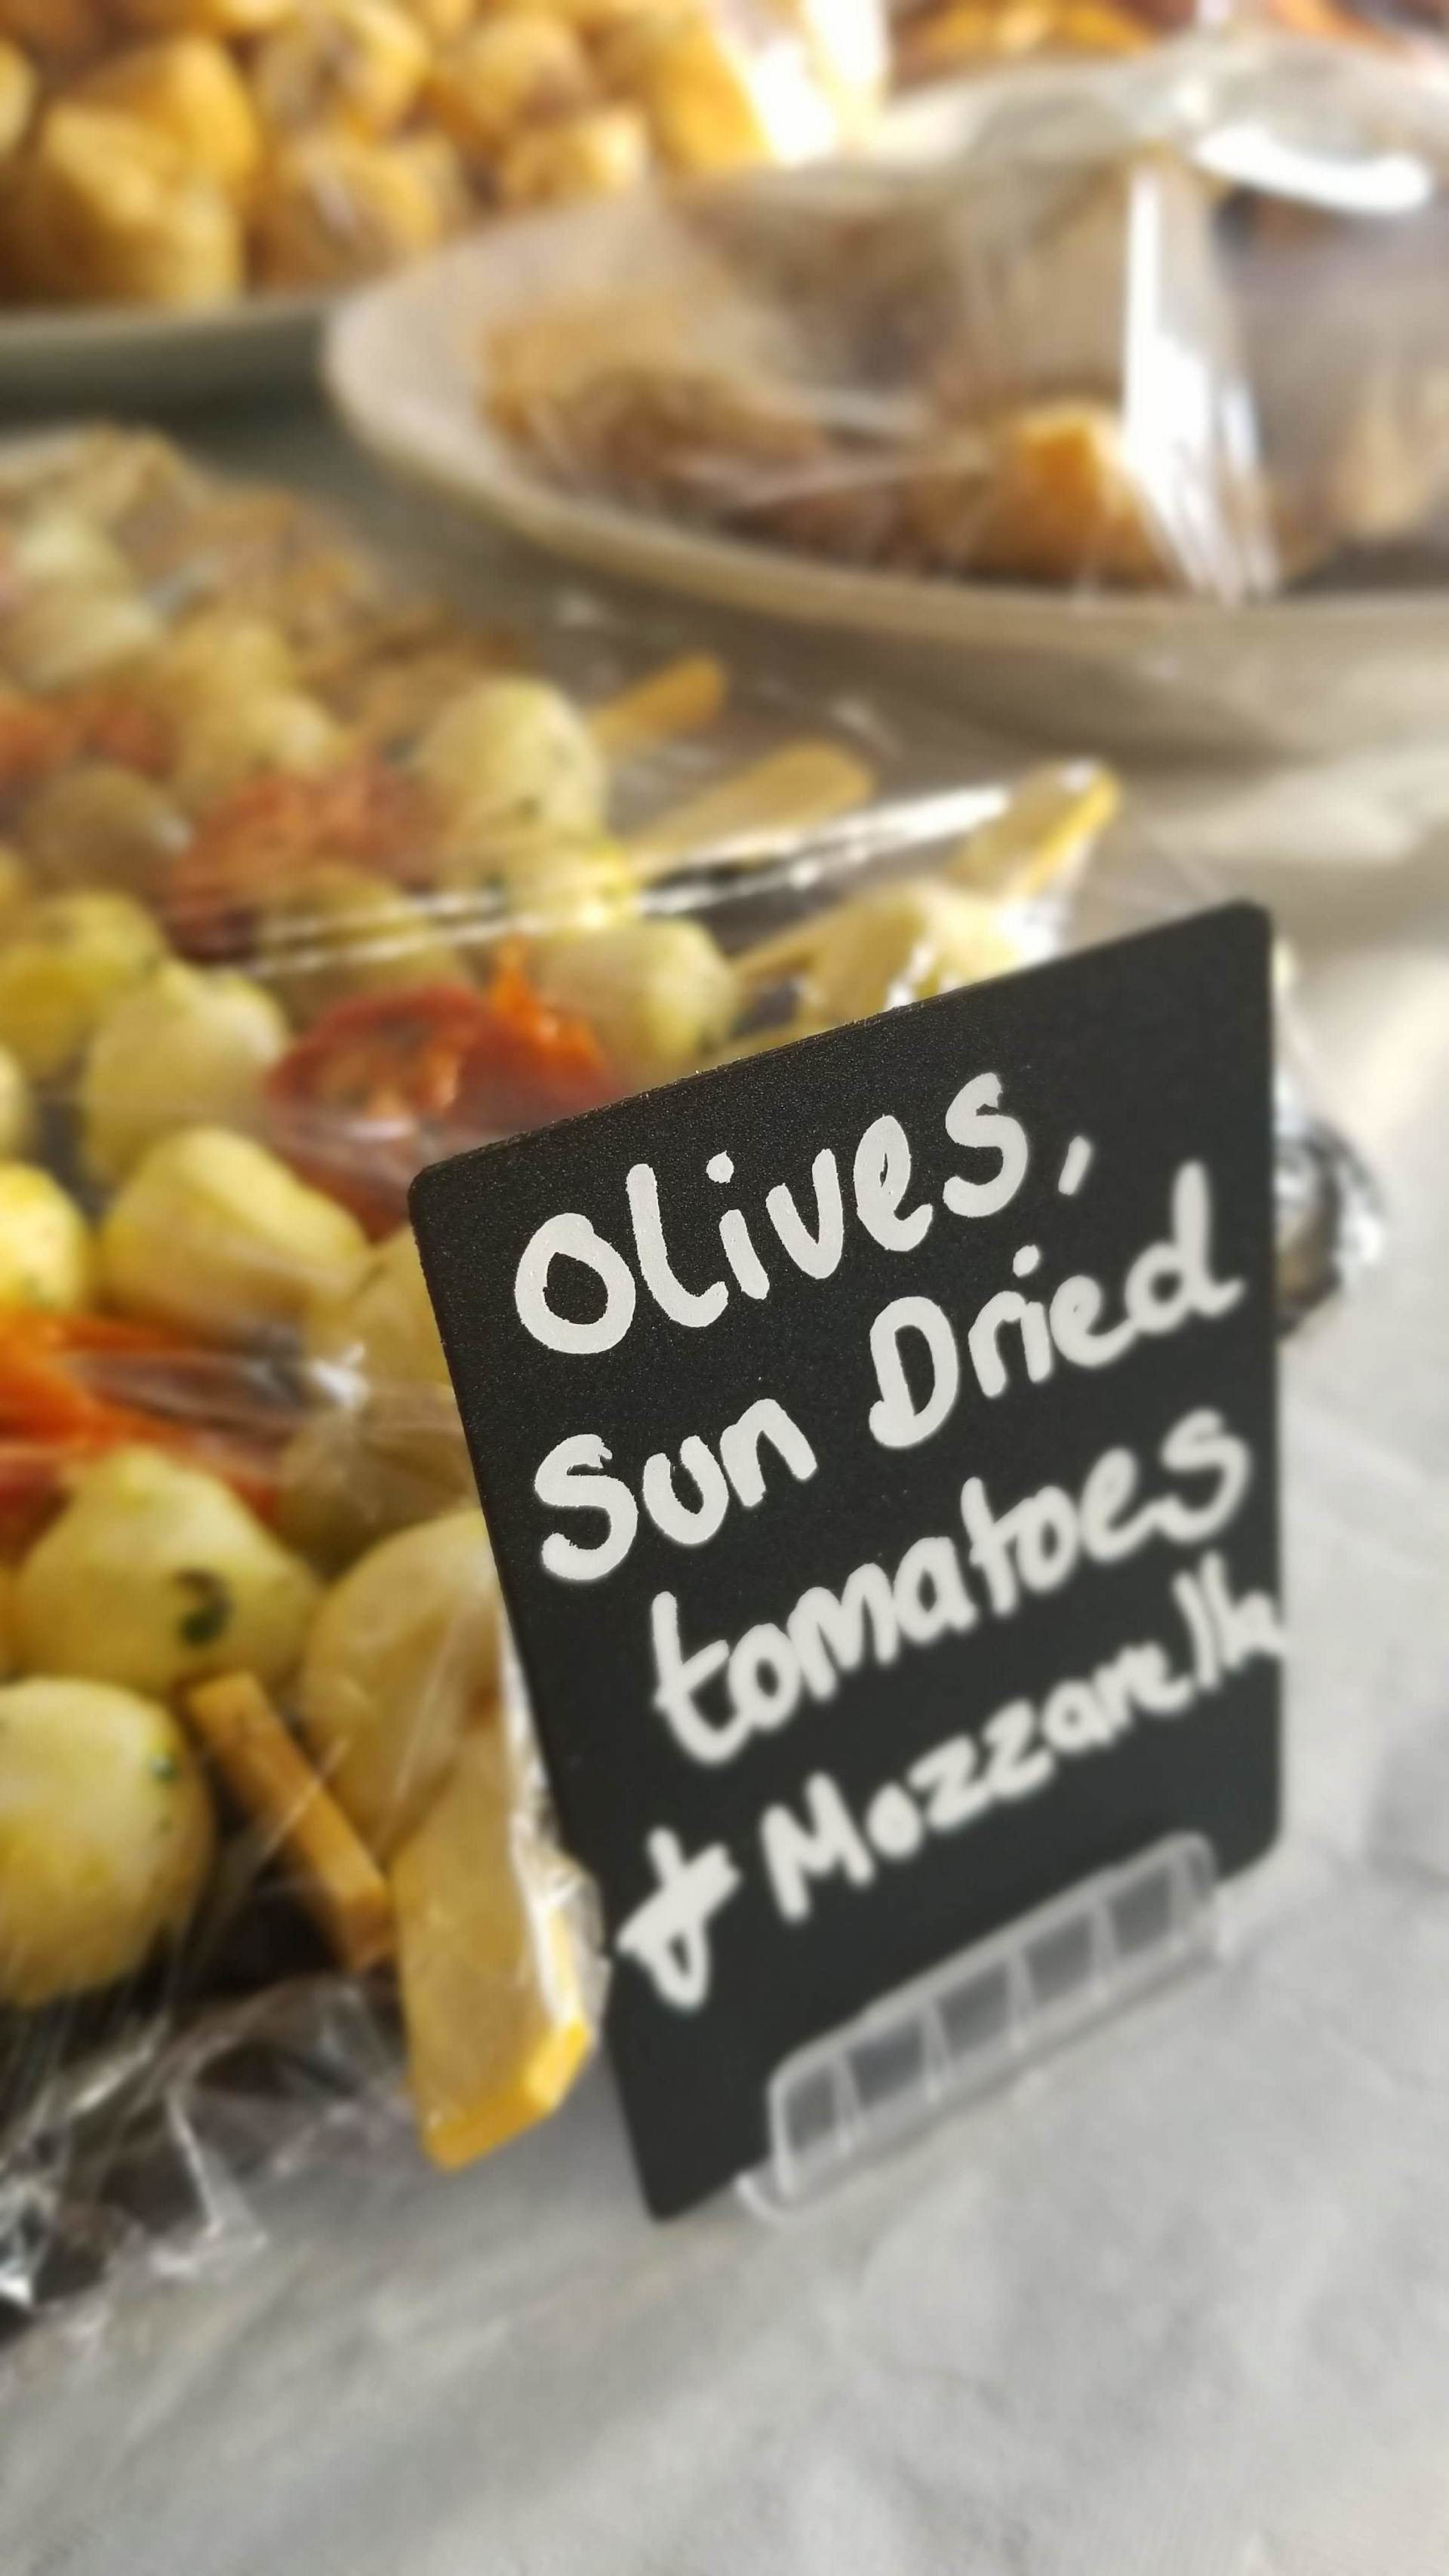 Olives,
Sun Dried
tomatoes
& Mozzarella